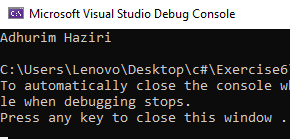 Microsoft Visual Studio Debug Console
Adhurim Haziri
C:\Users\Lenovo\Desktop\c#\Exercise6
To automatically close the console wh
le when debugging stops.
Press any key to close this window .